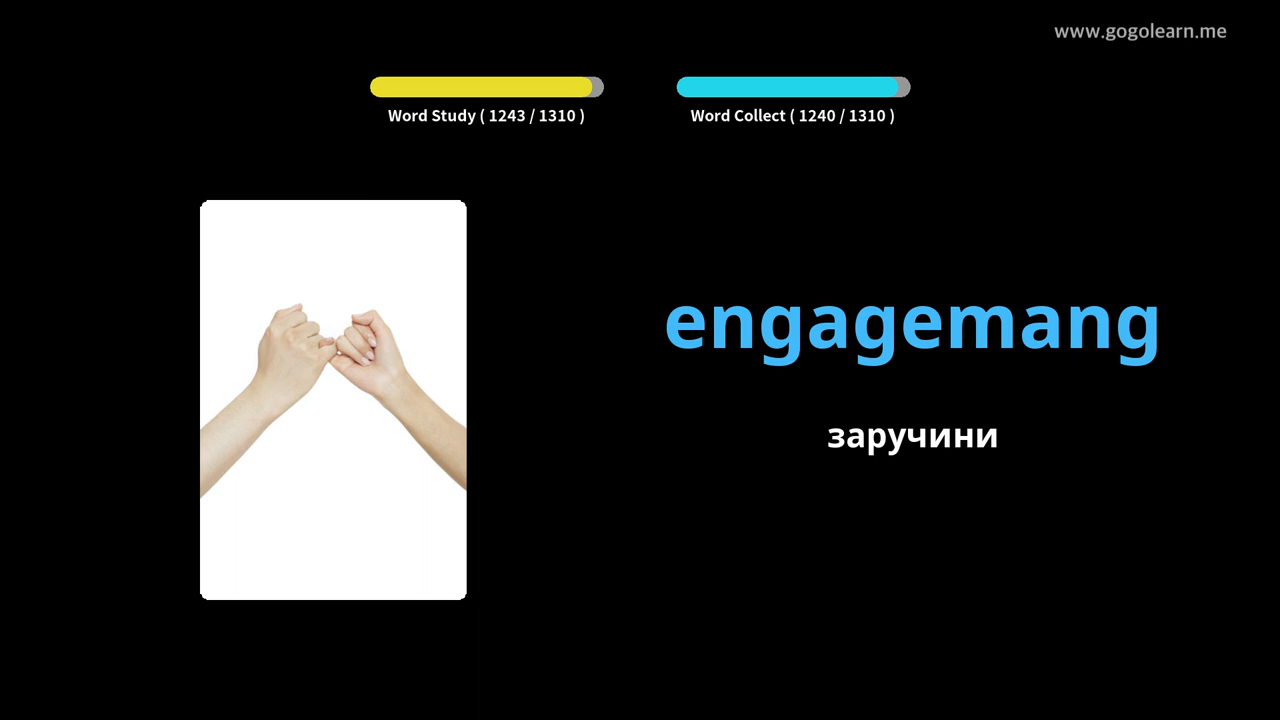 www.gogolearn.me
Word Study ( 1243 / 1310 )
Word Collect ( 1240 / 1310 )
engagemang
заручини